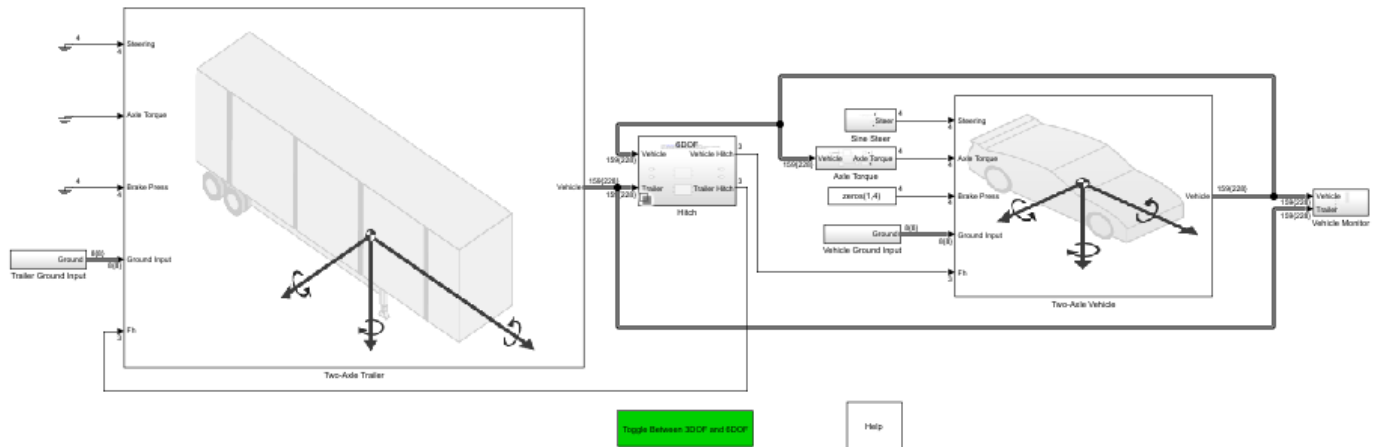 4
Steering
4
4
Axle Torque
4
4
Brake Press
4
8{8}
Ground
8{8}
Ground Input
Trailer Ground Input
Fh
3
Vehicle
159{228}
Two-Axle Trailer
6DOF
Vehicle
Vehicle Hitch
3
159{228}
Trailer
Trailer Hitch
3
159{228}
Hitch
Steer
4
Steering
4
Sine Steer
Vehicle
Axle Torque
4
Axle Torque
159{228}
4
Axle Torque
zeros(1,4)
4
Brake Press
4
Ground
8{8}
Ground Input
8{8}
Vehicle Ground Input
Fh
3
Vehicle
159{228}
Two-Axle Vehicle
Vehicle
159{228}
Trailer
159{228}
Vehicle Monitor
Toggle Between 3DOF and 6DOF
Help